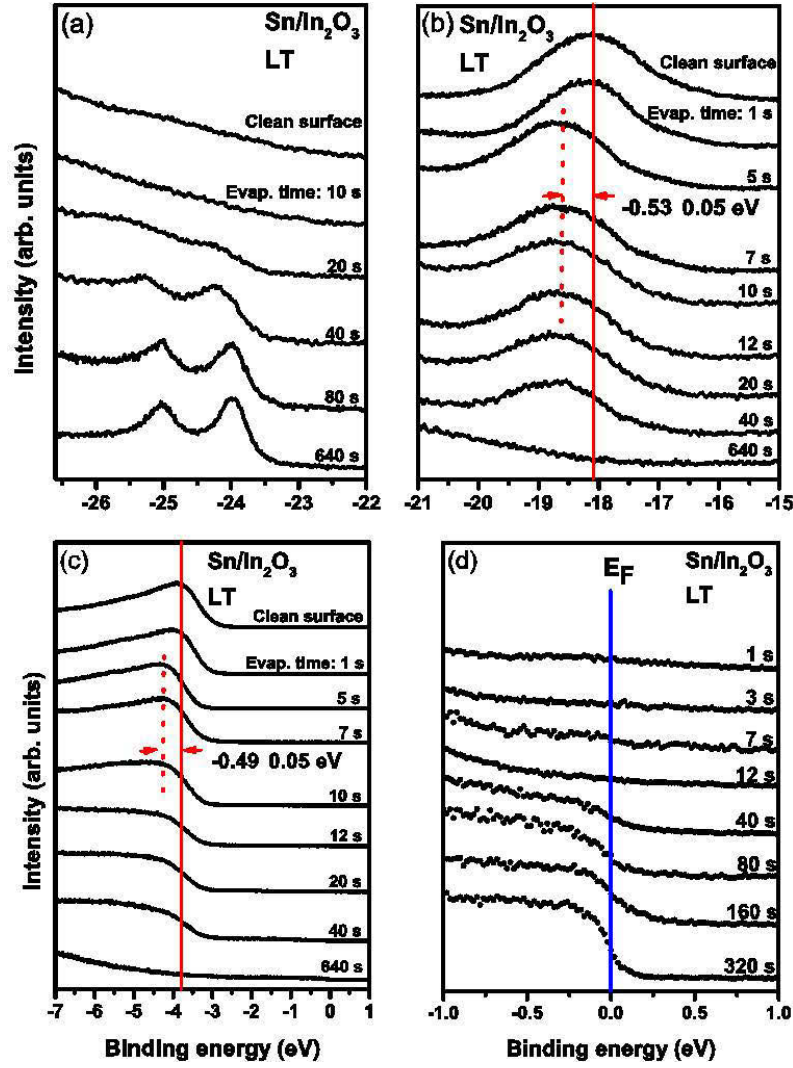 (a)
Sn/In₂O₃
LT
Clean surface
Evap. time: 10 s
20 s
40 s
80 s
640 s
-26 -25 -24 -23 -22
(b)
Sn/In₂O₃
LT
Clean surface
Evap. time: 1 s
5 s
-0.53 0.05 eV
7 s
10 s
12 s
20 s
40 s
640 s
-21 -20 -19 -18 -17 -16 -15
Intensity (arb. units)
(c)
Sn/In₂O₃
LT
Clean surface
Evap. time: 1 s
5 s
7 s
-0.49 0.05 eV
10 s
12 s
20 s
40 s
640 s
-7 -6 -5 -4 -3 -2 -1 0 1
Binding energy (eV)
Intensity (arb. units)
(d)
E_F
Sn/In₂O₃
LT
1 s
3 s
7 s
12 s
40 s
80 s
160 s
320 s
-1.0 -0.5 0.0 0.5 1.0
Binding energy (eV)